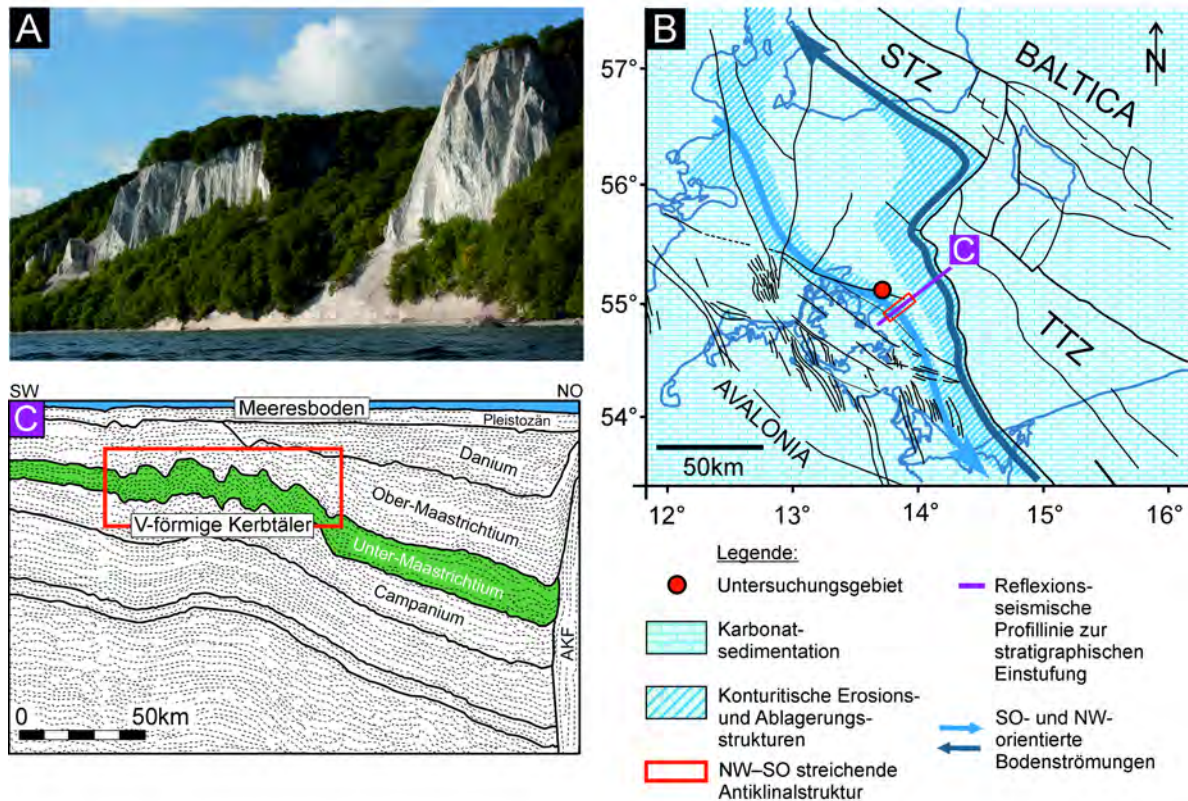 A
B
57°
56°
55°
54°
STZ
BALTICA
N
C
TTZ
AVALONIA
50km
12°
13°
14°
15°
16°
SW
NO
C
Meeresboden
Pleistozän
Danium
Ober-Maastrichtium
V-förmige Kerbtäler
Unter-Maastrichtium
Campanium
AKF
0
50km
Legende:
Untersuchungsgebiet
Karbonat-
sedimentation
Konturitische Erosions-
und Ablagerungs-
strukturen
NW–SO streichende
Antiklinalstruktur
Reflexions-
seismische
Profillinie zur
stratigraphischen
Einstufung
SO- und NW-
orientierte
Bodenströmungen